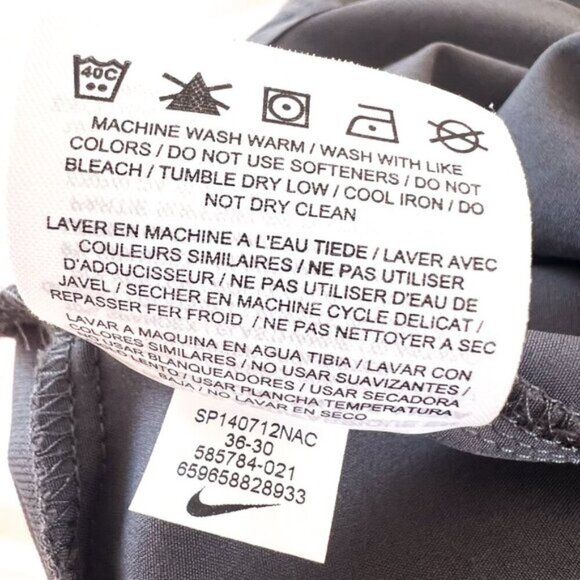 40C
MACHINE WASH WARM / WASH WITH LIKE
COLORS / DO NOT USE SOFTENERS / DO NOT
BLEACH / TUMBLE DRY LOW / COOL IRON / DO
NOT DRY CLEAN
LAVER EN MACHINE A L'EAU TIEDE / LAVER AVEC
COULEURS SIMILAIRES / NE PAS UTILISER
D'ADOUCISSEUR / NE PAS UTILISER D'EAU DE
JAVEL / SECHER EN MACHINE CYCLE DELICAT /
REPASSER FER FROID / NE PAS NETTOYER A SEC
LAVAR A MAQUINA EN AGUA TIBIA / LAVAR CON
COLORES SIMILARES / NO USAR SUAVIZANTES /
NO USAR BLANQUEADORES / USAR SECADORA
CICLO LENTO / USAR PLANCHA TEMPERATURA
BAJA / NO LAVAR EN SECO
SP140712NAC
36-30
585784-021
659658828933